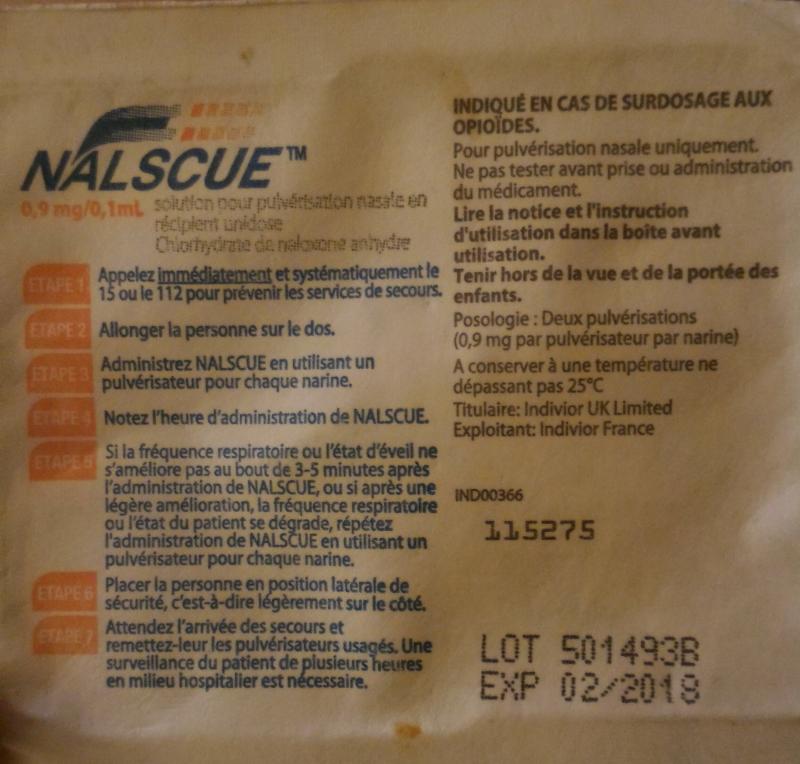 NALSCUE™
0,9 mg/0,1mL solution pour pulvérisation nasale en
récipient unidose
Chlorhydrate de naloxone anhydre
ETAPE 1 Appelez immédiatement et systématiquement le
15 ou le 112 pour prévenir les services de secours.
ETAPE 2 Allonger la personne sur le dos.
ETAPE 3 Administrez NALSCUE en utilisant un
pulvérisateur pour chaque narine.
ETAPE 4 Notez l'heure d'administration de NALSCUE.
ETAPE 5 Si la fréquence respiratoire ou l'état d'éveil ne
s'améliore pas au bout de 3-5 minutes après
l'administration de NALSCUE, ou si après une
légère amélioration, la fréquence respiratoire
ou l'état du patient se dégrade, répétez
l'administration de NALSCUE en utilisant un
pulvérisateur pour chaque narine.
ETAPE 6 Placer la personne en position latérale de
sécurité, c'est-à-dire légèrement sur le côté.
ETAPE 7 Attendez l'arrivée des secours et
remettez-leur les pulvérisateurs usagés. Une
surveillance du patient de plusieurs heures
en milieu hospitalier est nécessaire.
INDIQUÉ EN CAS DE SURDOSAGE AUX
OPIOÏDES.
Pour pulvérisation nasale uniquement.
Ne pas tester avant prise ou administration
du médicament.
Lire la notice et l'instruction
d'utilisation dans la boîte avant
utilisation.
Tenir hors de la vue et de la portée des
enfants.
Posologie : Deux pulvérisations
(0,9 mg par pulvérisateur par narine)
A conserver à une température ne
dépassant pas 25°C
Titulaire: Indivior UK Limited
Exploitant: Indivior France
IND00366
115275
LOT 501493B
EXP 02/2018